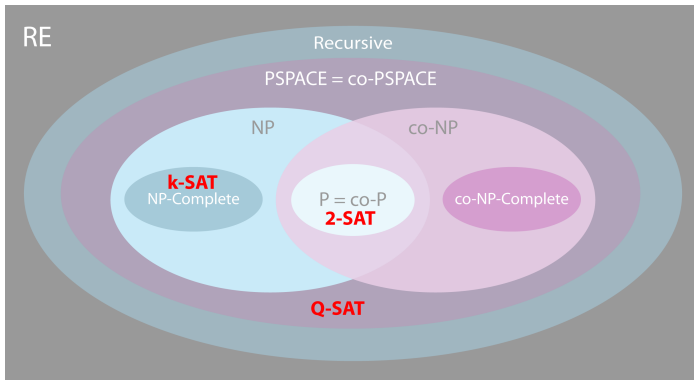 RE
Recursive
PSPACE = co-PSPACE
NP
co-NP
k-SAT
NP-Complete
P = co-P
2-SAT
co-NP-Complete
Q-SAT